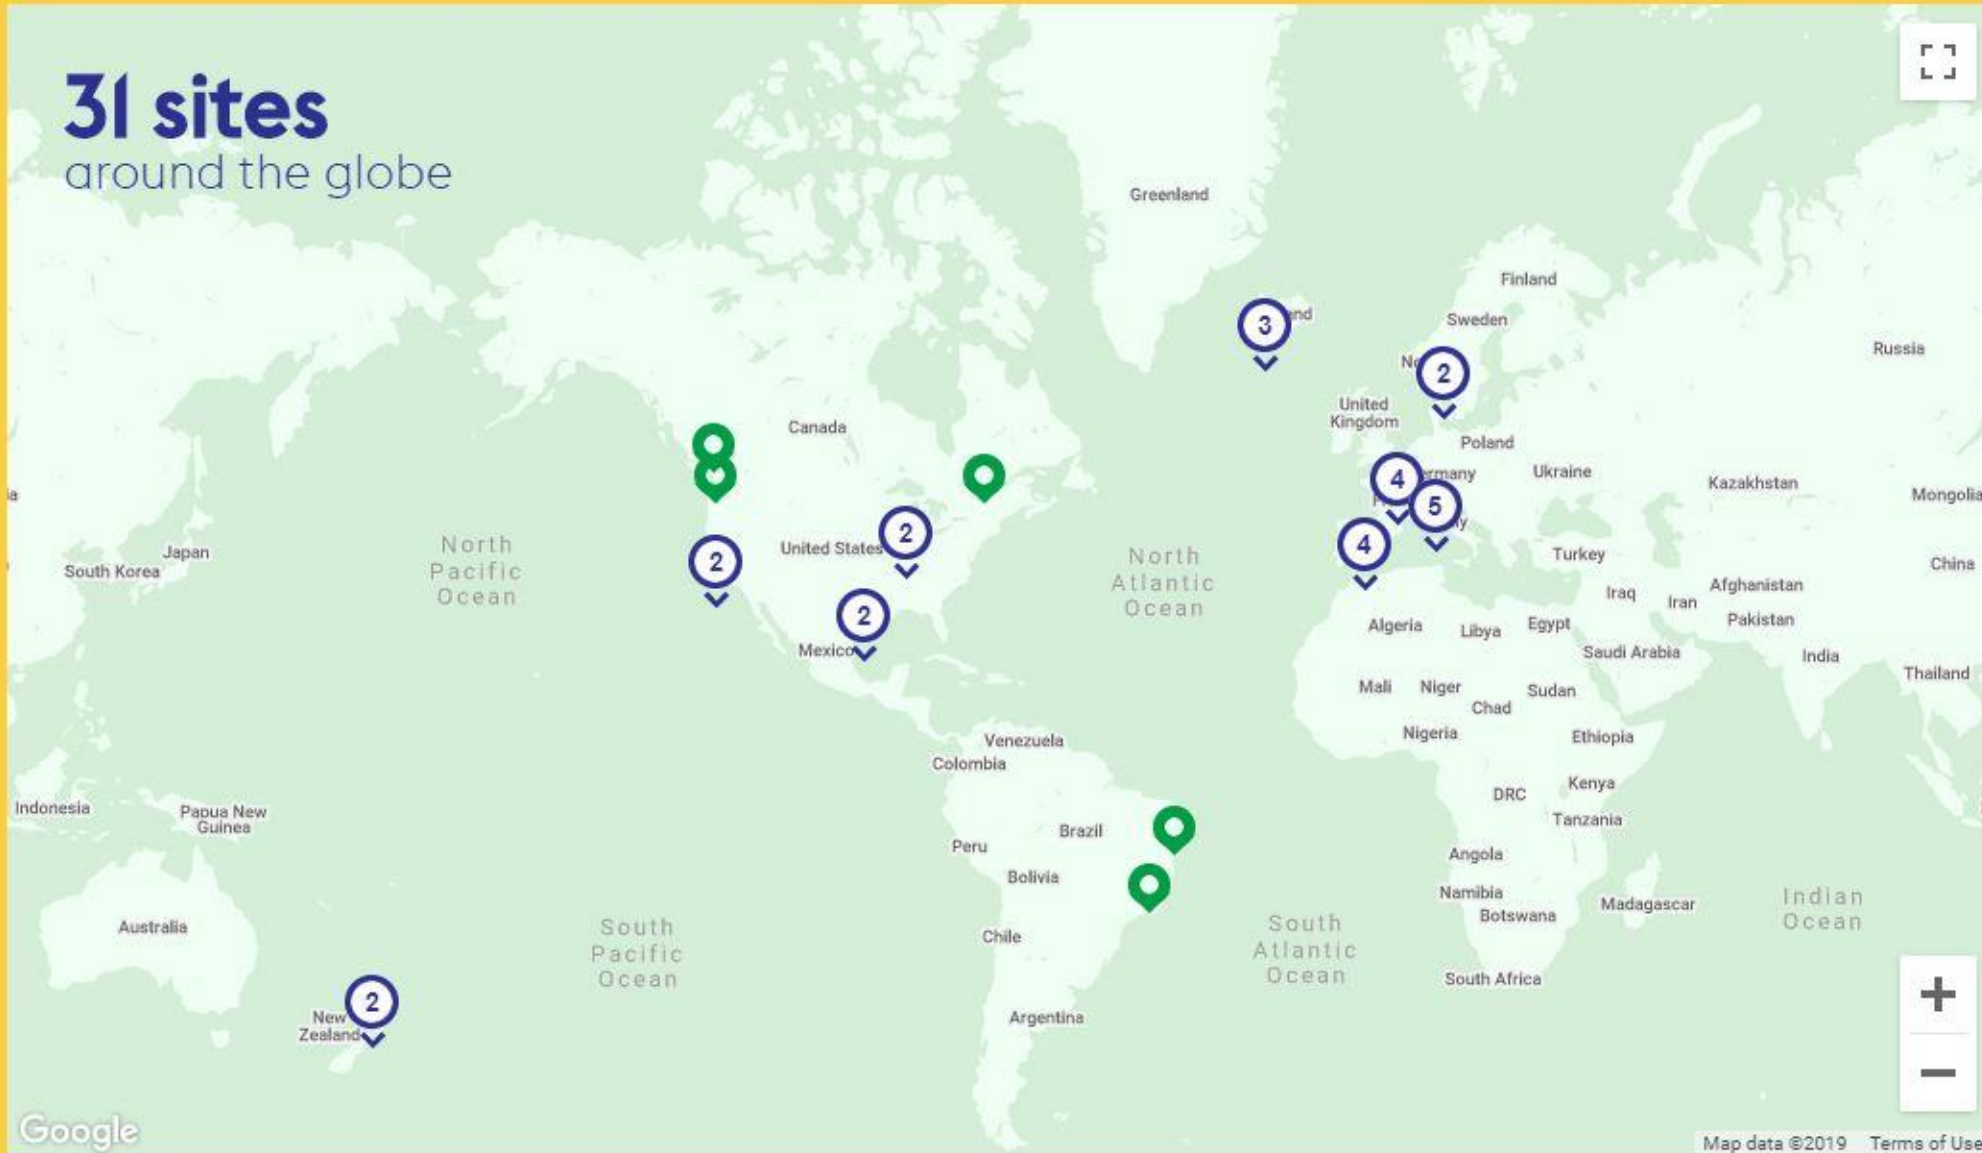 31 sites
around the globe
Greenland
Finland
3
and
Sweden
Russia
2
United
Kingdom
Canada
Poland
4
ermany
Ukraine
Kazakhstan
Mongolia
5
2
United States
2
4
Japan
South Korea
North
Pacific
Ocean
North
Atlantic
Ocean
Turkey
China
Iraq
Iran
Afghanistan
Pakistan
2
Mexico
Algeria
Libya
Egypt
Saudi Arabia
India
Thailand
Mali
Niger
Chad
Sudan
Nigeria
Ethiopia
Venezuela
Colombia
DRC
Kenya
Tanzania
Indonesia
Papua New
Guinea
Brazil
Peru
Bolivia
Angola
Namibia
Botswana
Madagascar
Indian
Ocean
Australia
South
Pacific
Ocean
Chile
South
Atlantic
Ocean
South Africa
2
New
Zealand
Argentina
Google
Map data ©2019 Terms of Use